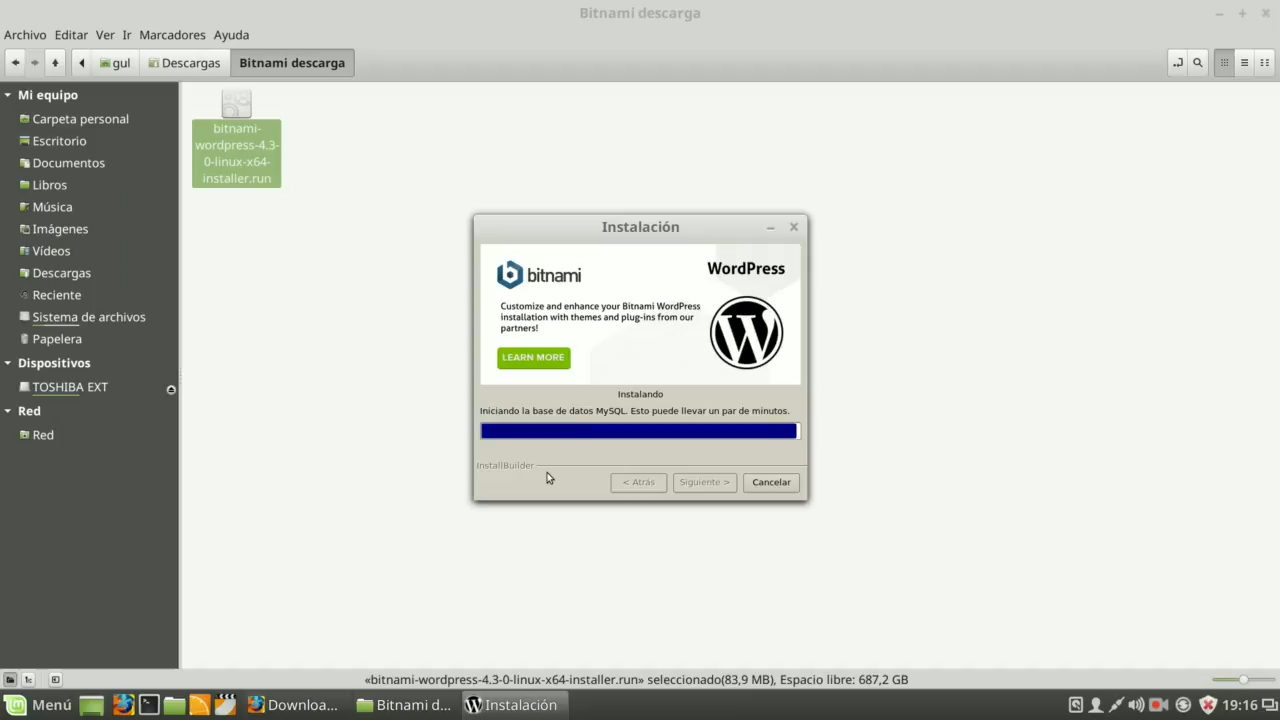 Bitnami descarga
Archivo Editar Ver Ir Marcadores Ayuda
gul Descargas Bitnami descarga
Mi equipo
Carpeta personal
Escritorio
Documentos
Libros
Música
Imágenes
Vídeos
Descargas
Reciente
Sistema de archivos
Papelera
Dispositivos
TOSHIBA EXT
Red
Red
bitnami-
wordpress-4.3-
0-linux-x64-
installer.run
Instalación
bitnami
WordPress
Customize and enhance your Bitnami WordPress
installation with themes and plug-ins from our
partners!
LEARN MORE
Instalando
Iniciando la base de datos MySQL. Esto puede llevar un par de minutos.
InstallBuilder
< Atrás Siguiente > Cancelar
«bitnami-wordpress-4.3-0-linux-x64-installer.run» seleccionado(83,9 MB), Espacio libre: 687,2 GB
Menú Downloa... Bitnami d... Instalación 19:16